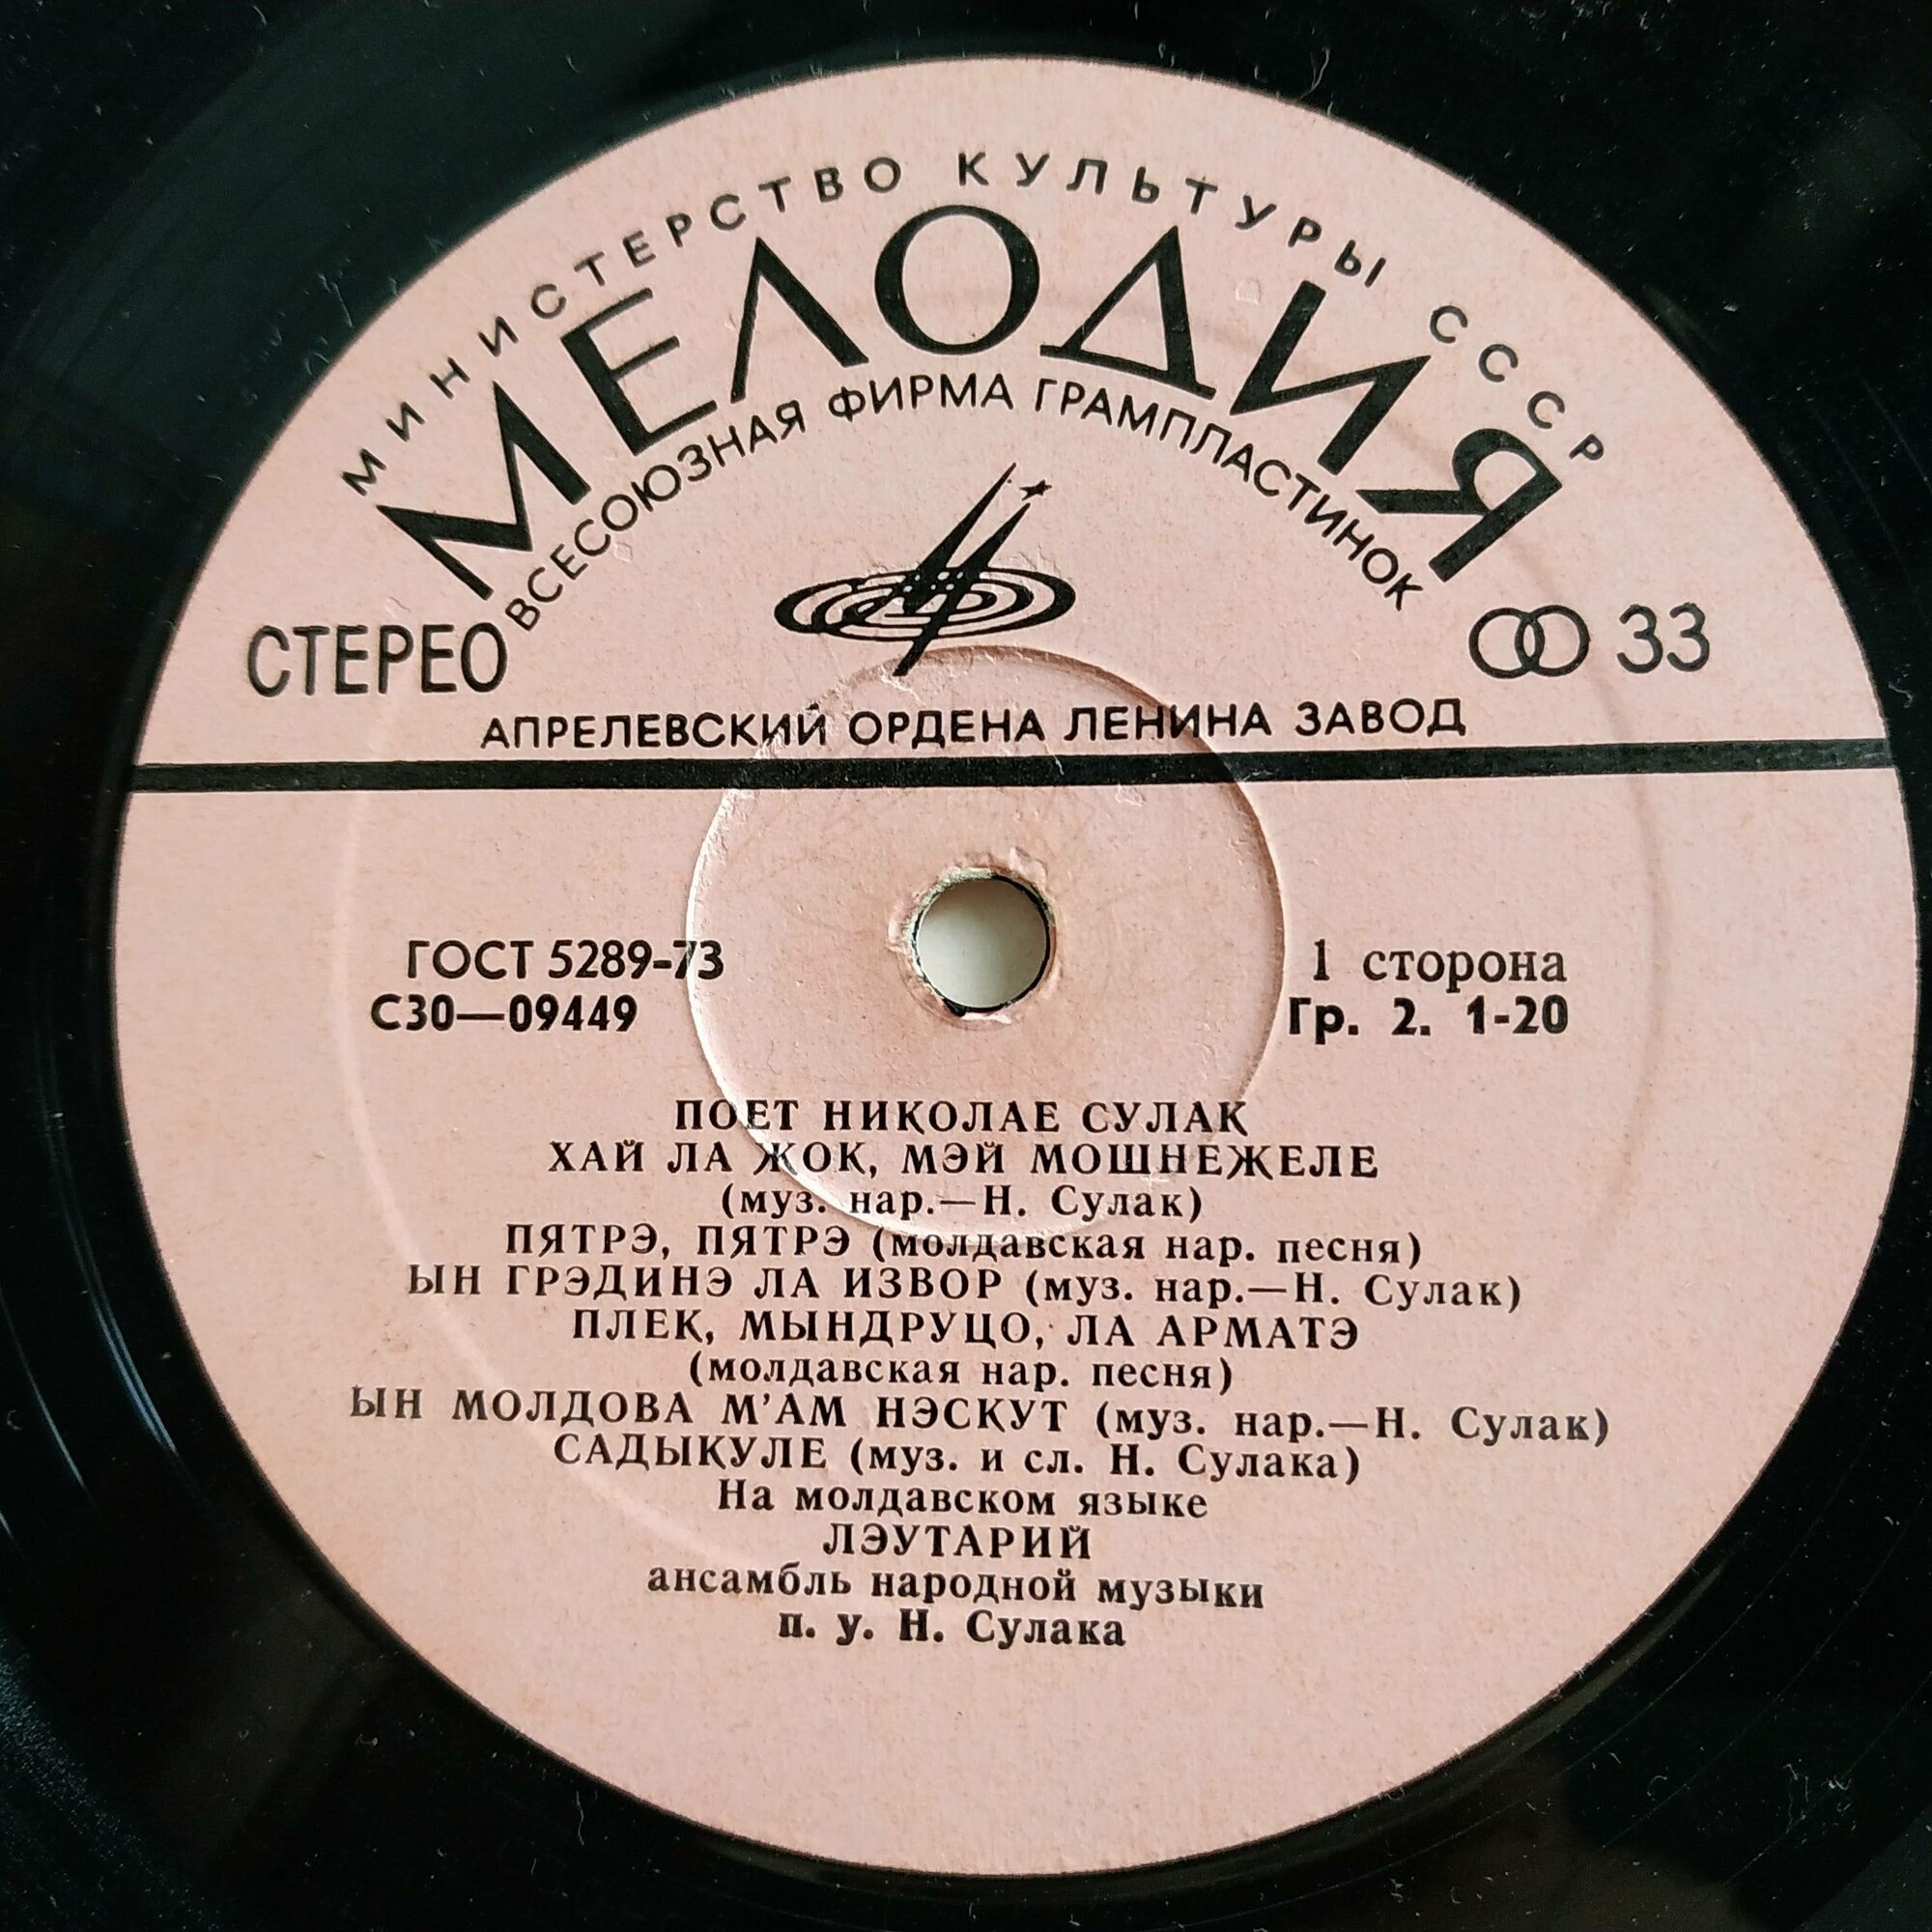 МИНИСТЕРСТВО КУЛЬТУРЫ СССР
МЕЛОДИЯ
ВСЕСОЮЗНАЯ ФИРМА ГРАМПЛАСТИНОК
СТЕРЕО
33
АПРЕЛЕВСКИЙ ОРДЕНА ЛЕНИНА ЗАВОД
ГОСТ 5289-73
1 сторона
С30—09449
Гр. 2. 1-20
ПОЕТ НИКОЛАЕ СУЛАК
ХАЙ ЛА ЖОК, МЭЙ МОШНЕЖЕЛЕ
(муз. нар.—Н. Сулак)
ПЯТРЭ, ПЯТРЭ (молдавская нар. песня)
ЫН ГРЭДИНЭ ЛА ИЗВОР (муз. нар.—Н. Сулак)
ПЛЕК, МЫНДРУЦО, ЛА АРМАТЭ
(молдавская нар. песня)
ЫН МОЛДОВА М'АМ НЭСКУТ (муз. нар.—Н. Сулак)
САДЫКУЛЕ (муз. и сл. Н. Сулака)
На молдавском языке
ЛЭУТАРИЙ
ансамбль народной музыки
п. у. Н. Сулака